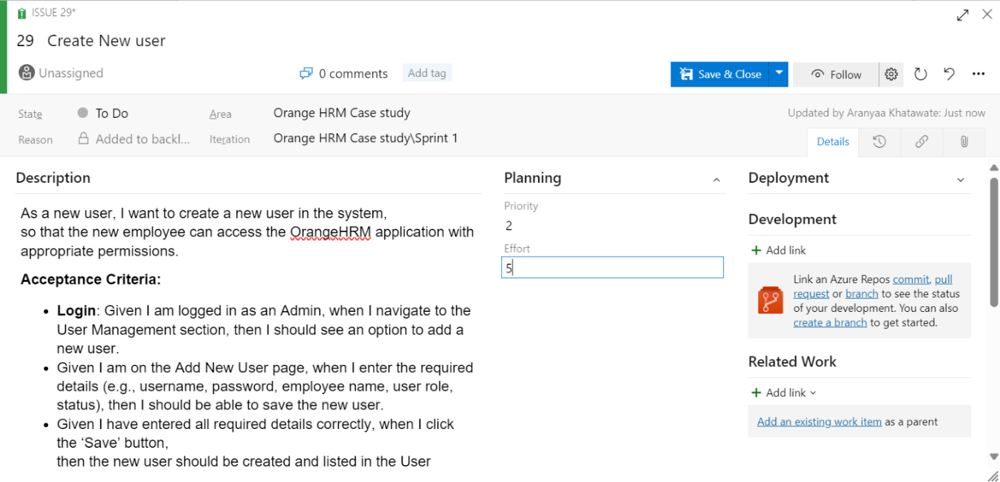 ISSUE 29*
29 Create New user
Unassigned
0 comments
Add tag
Save & Close
Follow
State
To Do
Area
Orange HRM Case study
Updated by Aranyaa Khatawate: Just now
Reason
Added to backl...
Iteration
Orange HRM Case study\Sprint 1
Details
Description
As a new user, I want to create a new user in the system,
so that the new employee can access the OrangeHRM application with
appropriate permissions.
Acceptance Criteria:
• Login: Given I am logged in as an Admin, when I navigate to the
User Management section, then I should see an option to add a
new user.
• Given I am on the Add New User page, when I enter the required
details (e.g., username, password, employee name, user role,
status), then I should be able to save the new user.
• Given I have entered all required details correctly, when I click
the ‘Save’ button,
then the new user should be created and listed in the User
Planning
Priority
2
Effort
5
Deployment
Development
+ Add link
Link an Azure Repos commit, pull
request or branch to see the status
of your development. You can also
create a branch to get started.
Related Work
+ Add link
Add an existing work item as a parent